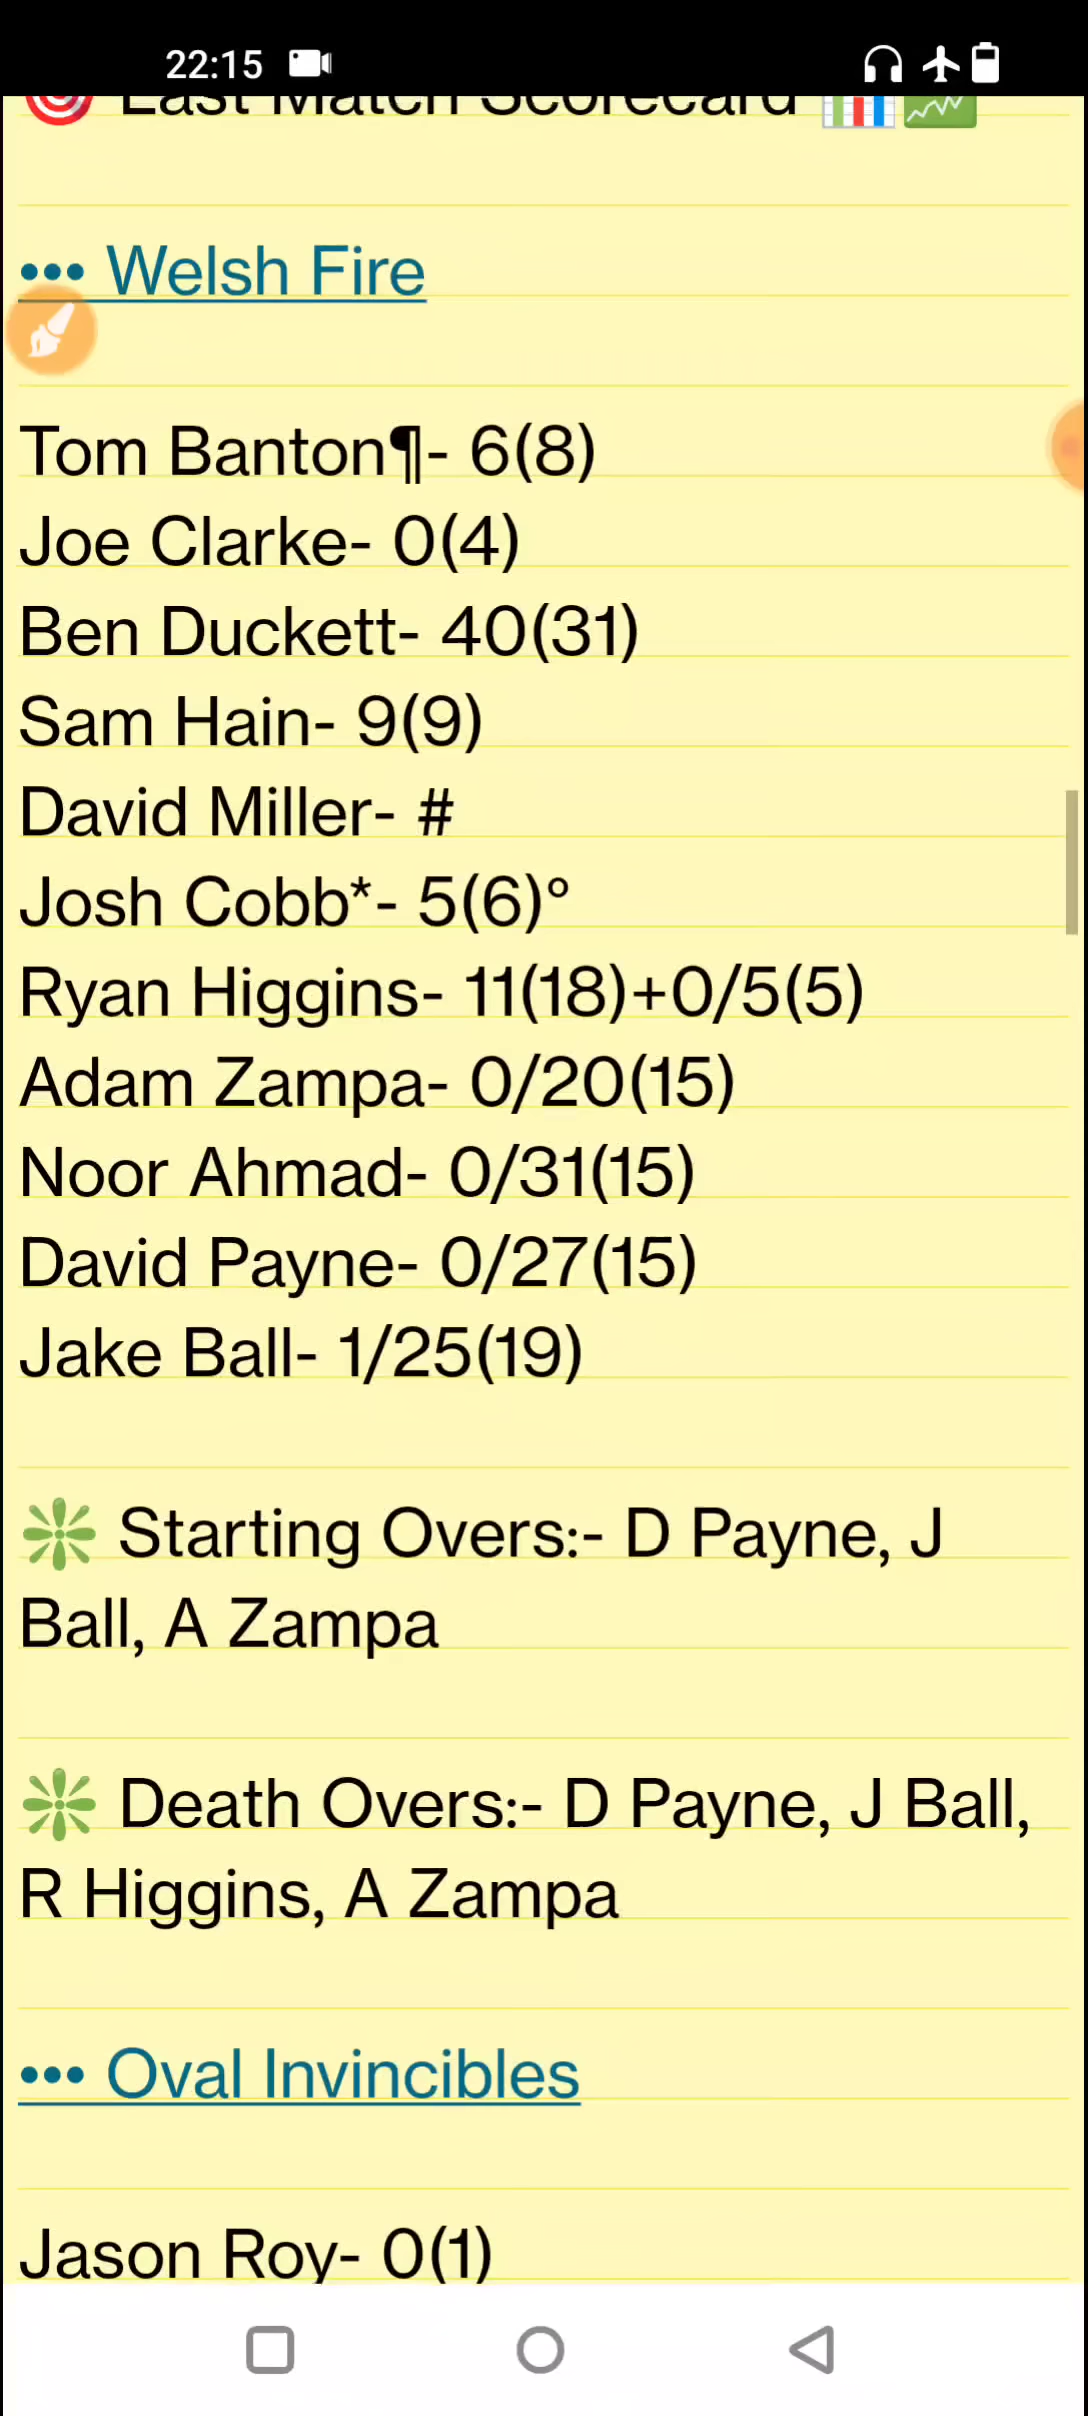 22:15
Last Match Scorecard
••• Welsh Fire
Tom Banton¶- 6(8)
Joe Clarke- 0(4)
Ben Duckett- 40(31)
Sam Hain- 9(9)
David Miller- #
Josh Cobb*- 5(6)°
Ryan Higgins- 11(18)+0/5(5)
Adam Zampa- 0/20(15)
Noor Ahmad- 0/31(15)
David Payne- 0/27(15)
Jake Ball- 1/25(19)
Starting Overs:- D Payne, J
Ball, A Zampa
Death Overs:- D Payne, J Ball,
R Higgins, A Zampa
••• Oval Invincibles
Jason Roy- 0(1)